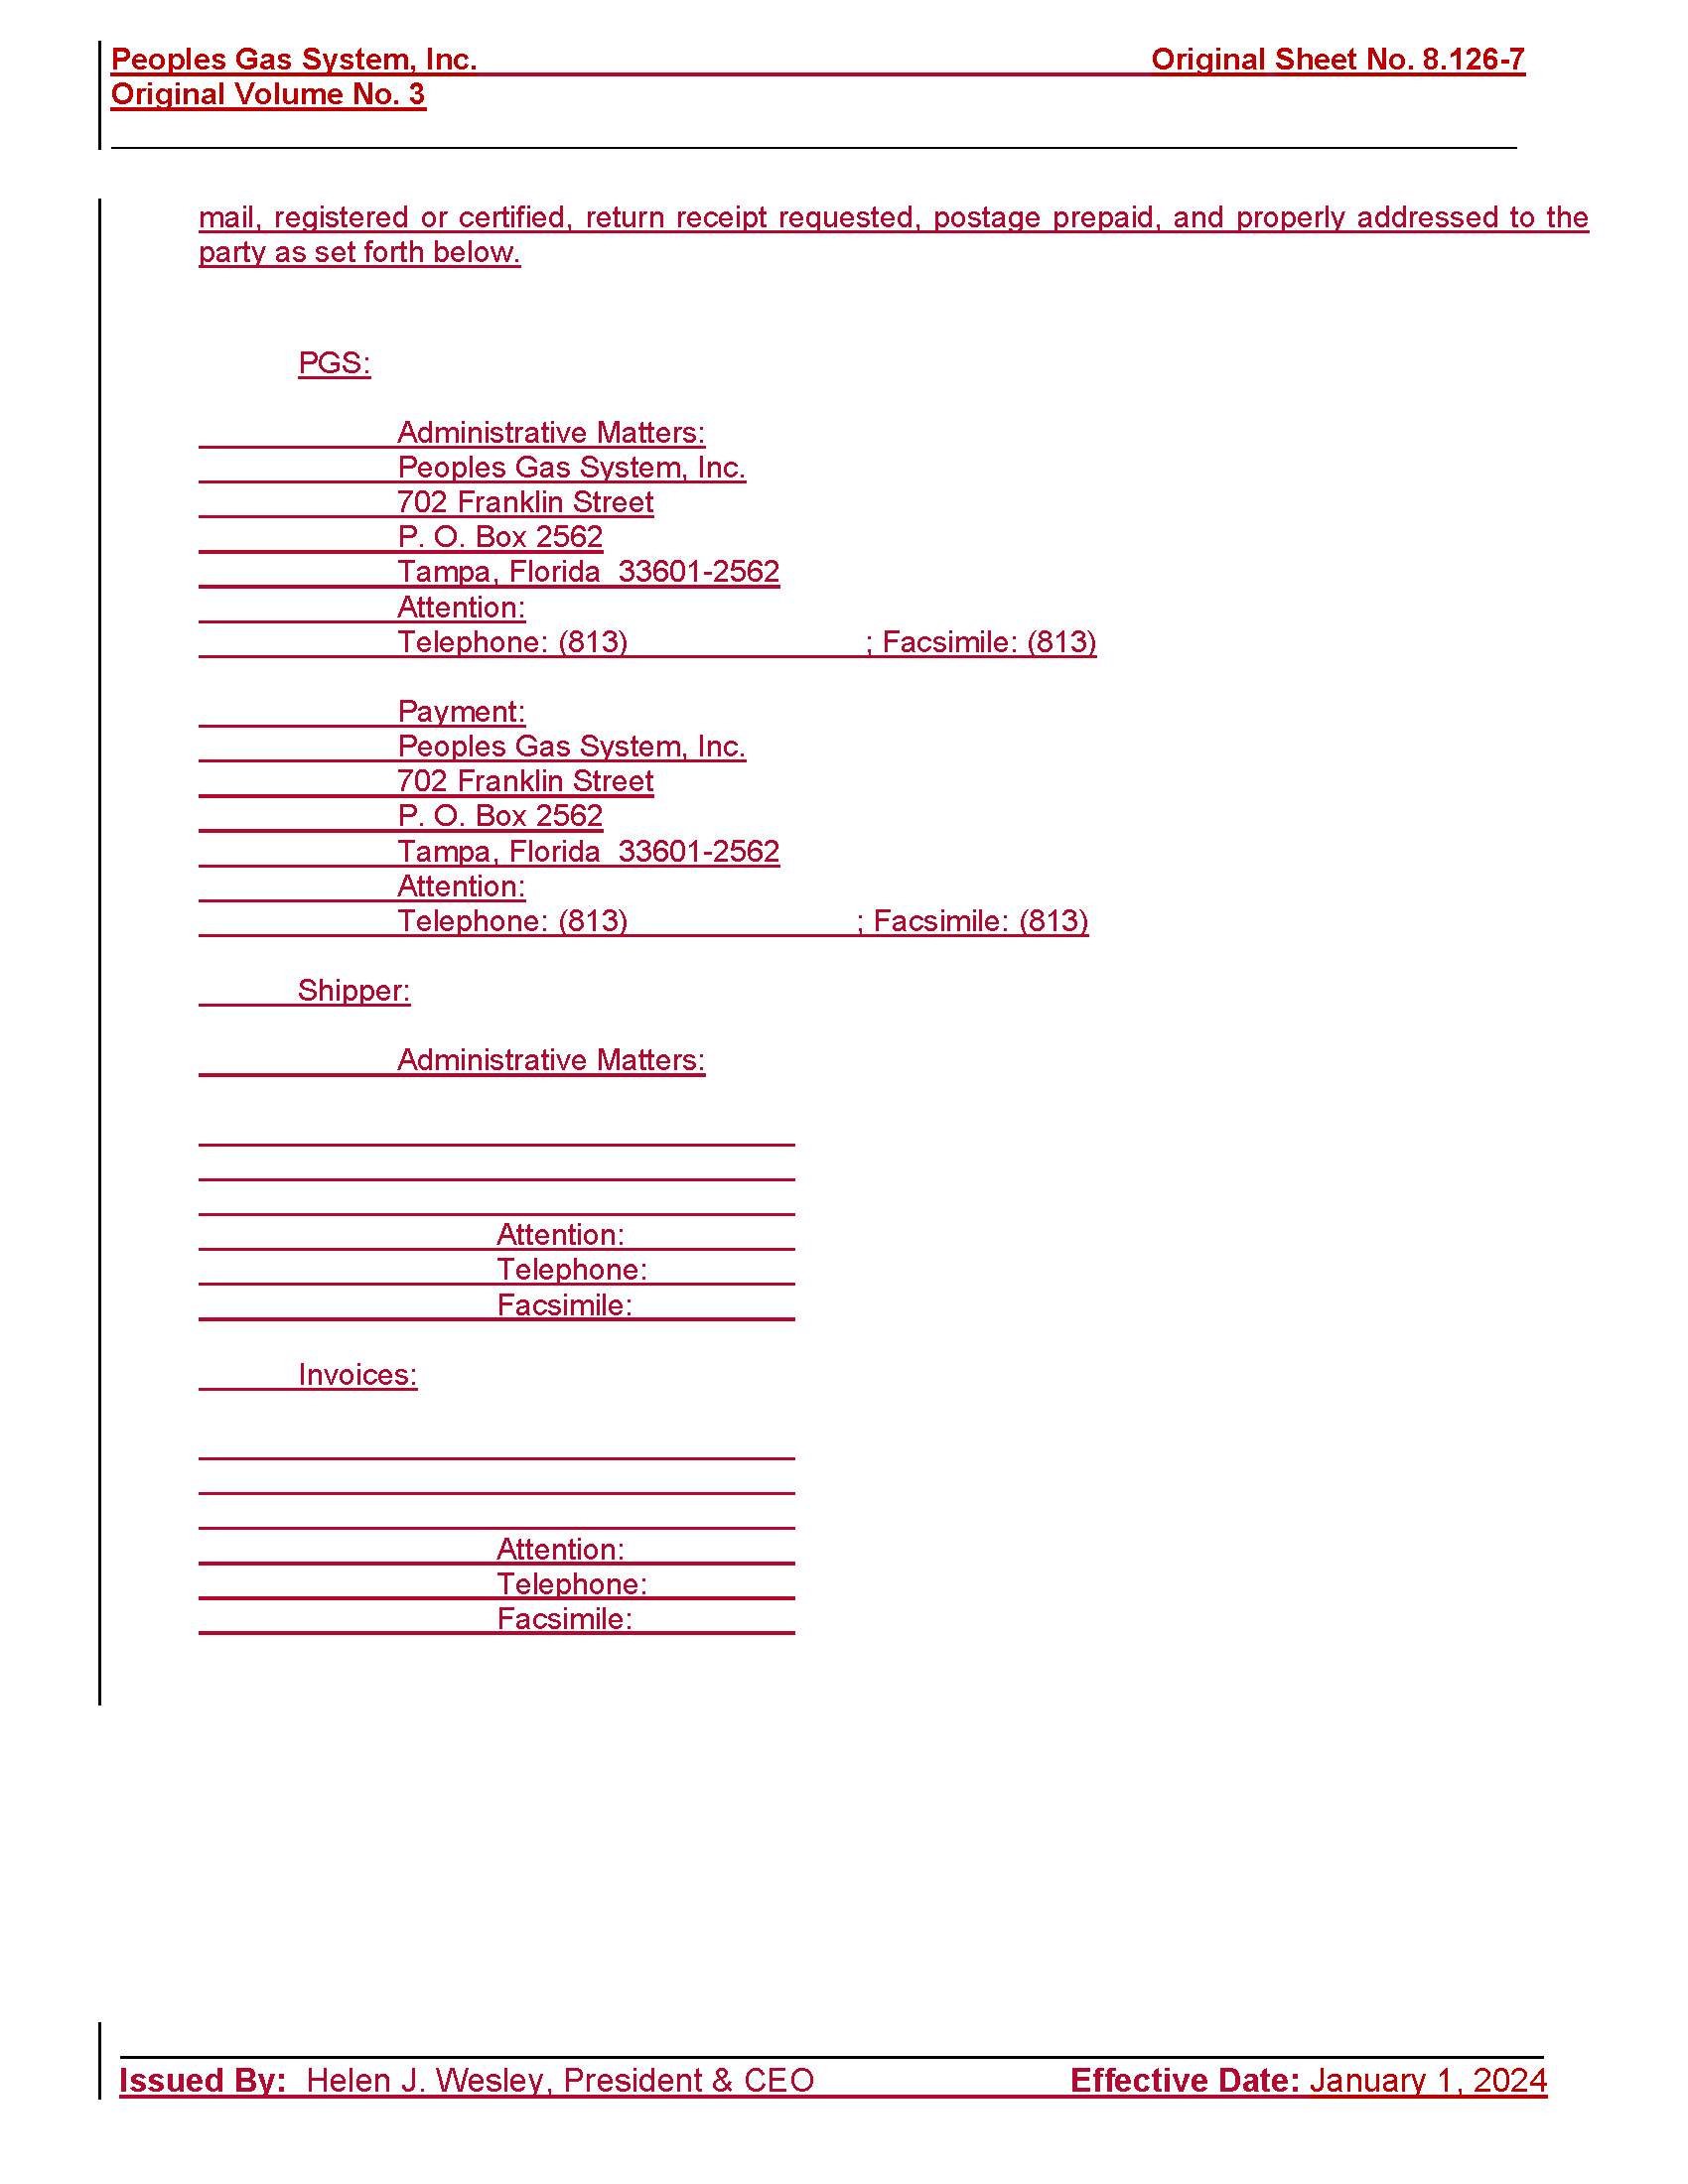 Peoples Gas System, Inc. Original Sheet No. 8.126-7
Original Volume No. 3
mail, registered or certified, return receipt requested, postage prepaid, and properly addressed to the
party as set forth below.
PGS:
Administrative Matters:
Peoples Gas System, Inc.
702 Franklin Street
P. O. Box 2562
Tampa, Florida  33601-2562
Attention:
Telephone: (813) ; Facsimile: (813)
Payment:
Peoples Gas System, Inc.
702 Franklin Street
P. O. Box 2562
Tampa, Florida  33601-2562
Attention:
Telephone: (813) ; Facsimile: (813)
Shipper:
Administrative Matters:
Attention:
Telephone:
Facsimile:
Invoices:
Attention:
Telephone:
Facsimile:
Issued By:  Helen J. Wesley, President & CEO Effective Date: January 1, 2024